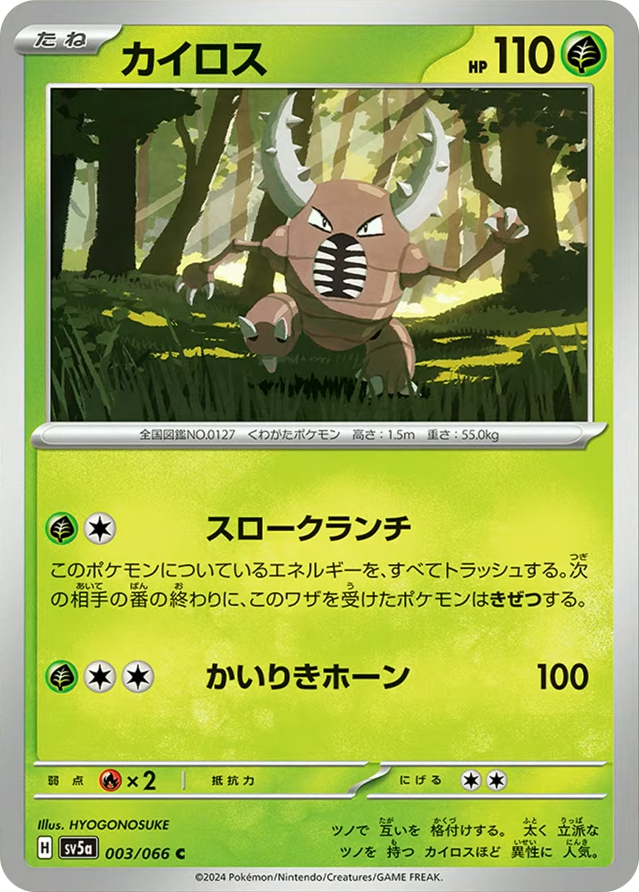 たね カイロス HP 110
全国図鑑NO.0127 くわがたポケモン 高さ:1.5m 重さ:55.0kg
スロークランチ
このポケモンについているエネルギーを、すべてトラッシュする。次
の相手の番の終わりに、このワザを受けたポケモンはきぜつする。
かいりきホーン 100
弱点 ×2 抵抗力 にげる
Illus. HYOGONOSUKE
H sv5a 003/066 C
ツノで 互いを 格付けする。 太く 立派な
ツノを 持つ カイロスほど 異性に 人気。
©2024 Pokémon/Nintendo/Creatures/GAME FREAK.